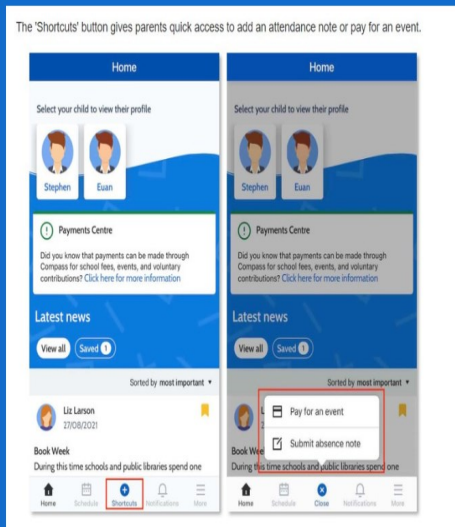 The 'Shortcuts' button gives parents quick access to add an attendance note or pay for an event.
Home
Select your child to view their profile
Stephen Euan
Payments Centre
Did you know that payments can be made through
Compass for school fees, events, and voluntary
contributions? Click here for more information
Latest news
View all Saved 1
Sorted by most important
Liz Larson
27/08/2021
Book Week
During this time schools and public libraries spend one
Home Schedule Shortcuts Notifications More
Home
Select your child to view their profile
Stephen Euan
Payments Centre
Did you know that payments can be made through
Compass for school fees, events, and voluntary
contributions? Click here for more information
Latest news
View all Saved 1
Sorted by most important
L
Pay for an event
2
Submit absence note
Book Wee
During this time schools and public libraries spend one
Home Schedule Close Notifications More